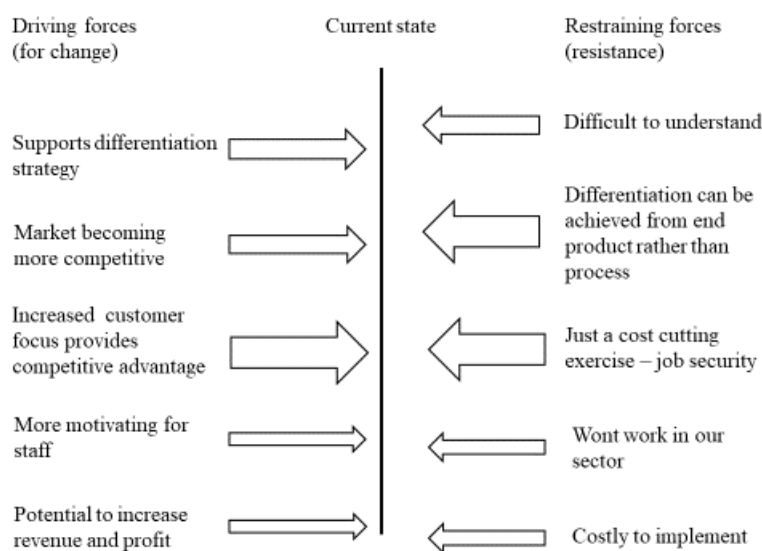 Driving forces
(for change)
Current state
Restraining forces
(resistance)
Supports differentiation
strategy
Market becoming
more competitive
Increased customer
focus provides
competitive advantage
More motivating for
staff
Potential to increase
revenue and profit
Difficult to understand
Differentiation can be
achieved from end
product rather than
process
Just a cost cutting
exercise – job security
Wont work in our
sector
Costly to implement